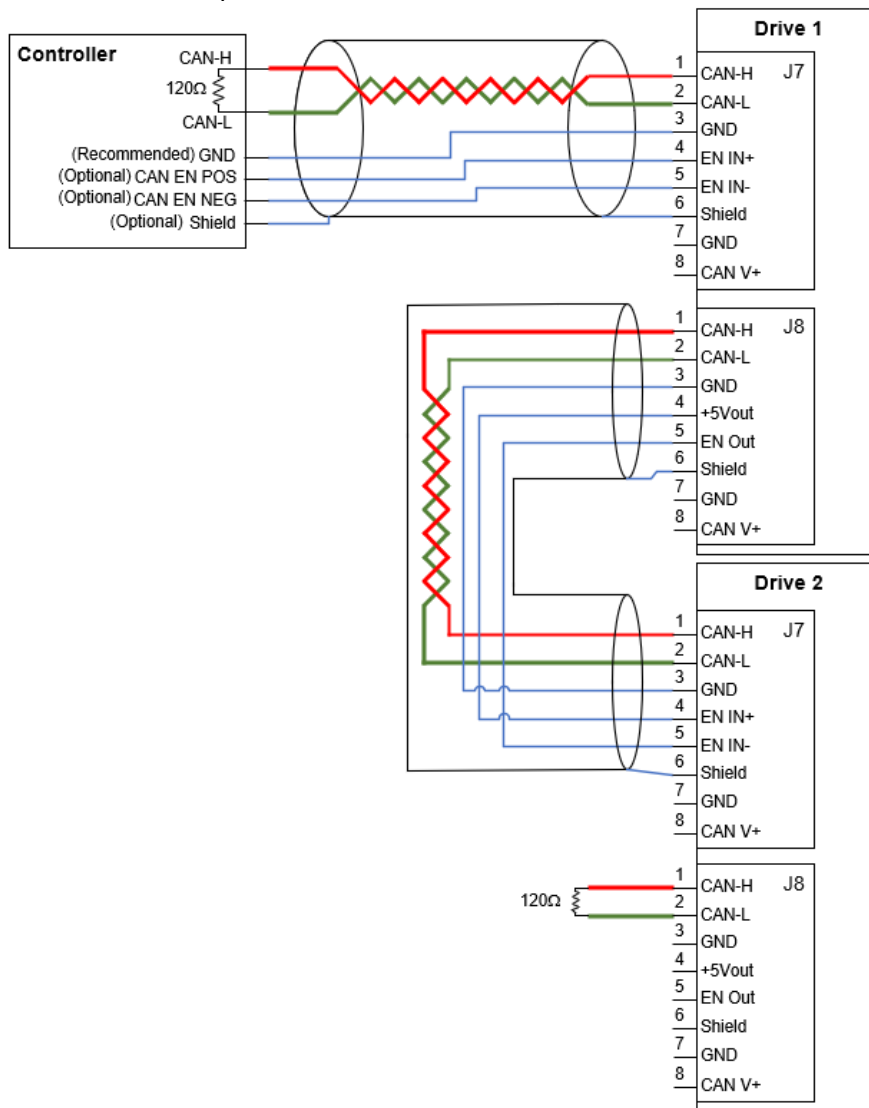 Controller
CAN-H
120Ω
CAN-L
(Recommended) GND
(Optional) CAN EN POS
(Optional) CAN EN NEG
(Optional) Shield
Drive 1
J7
1 CAN-H
2 CAN-L
3 GND
4 EN IN+
5 EN IN-
6 Shield
7 GND
8 CAN V+
J8
1 CAN-H
2 CAN-L
3 GND
4 +5Vout
5 EN Out
6 Shield
7 GND
8 CAN V+
Drive 2
J7
1 CAN-H
2 CAN-L
3 GND
4 EN IN+
5 EN IN-
6 Shield
7 GND
8 CAN V+
120Ω
J8
1 CAN-H
2 CAN-L
3 GND
4 +5Vout
5 EN Out
6 Shield
7 GND
8 CAN V+